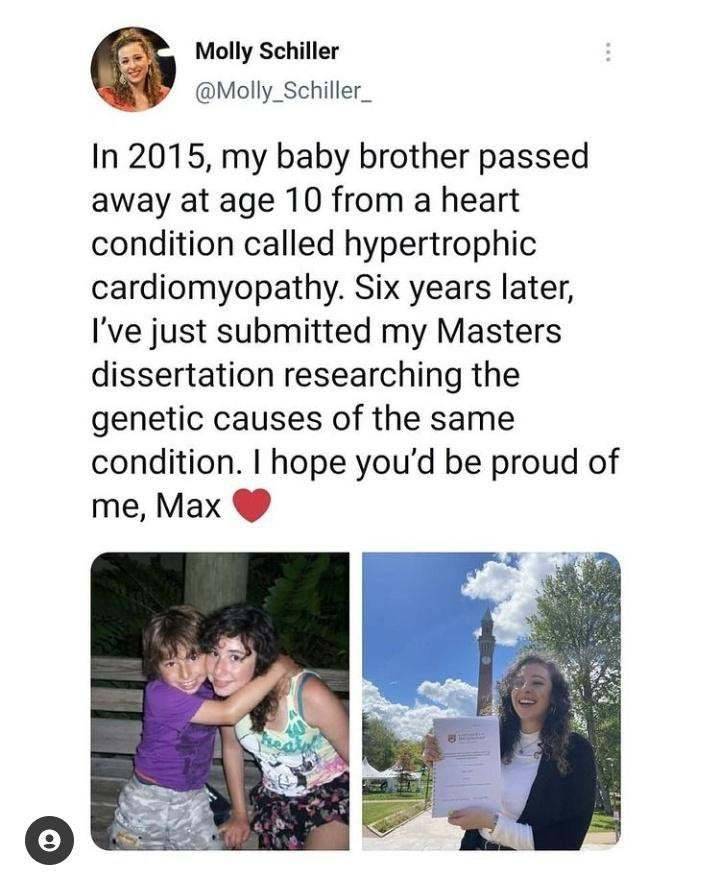 Molly Schiller
@Molly_Schiller_
In 2015, my baby brother passed
away at age 10 from a heart
condition called hypertrophic
cardiomyopathy. Six years later,
I've just submitted my Masters
dissertation researching the
genetic causes of the same
condition. I hope you'd be proud of
me, Max ❤️